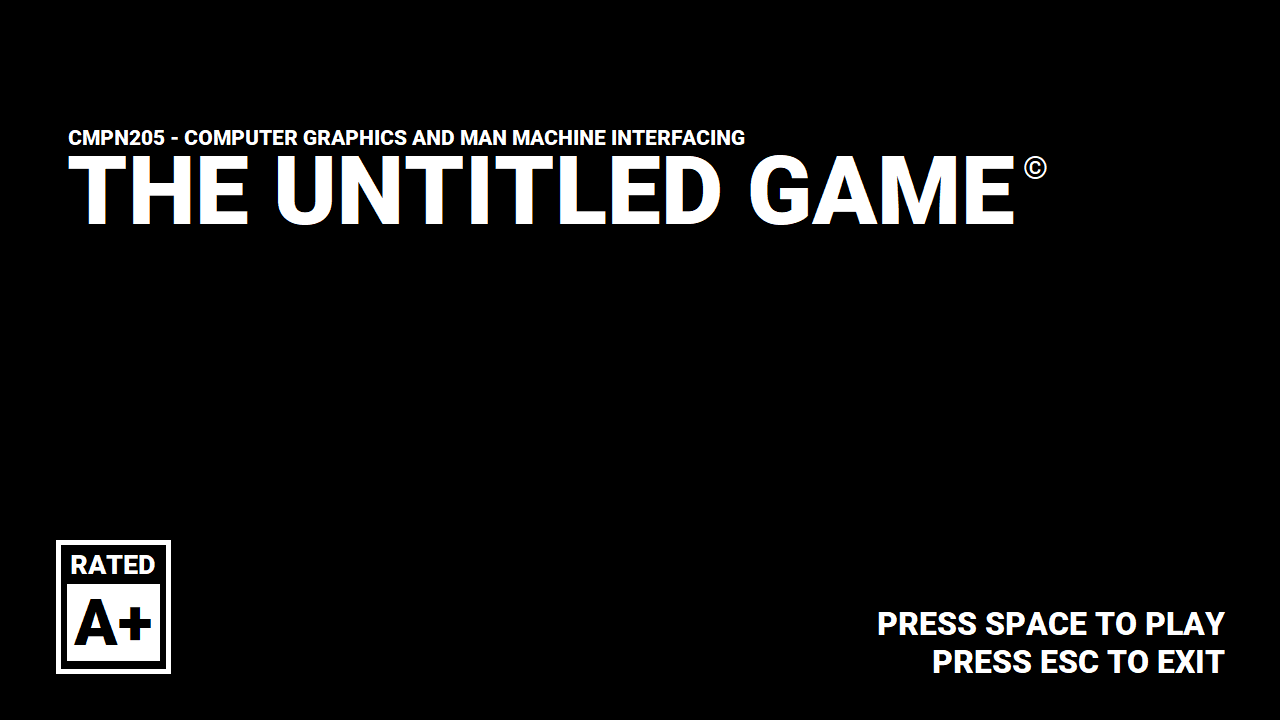 CMPN205 - COMPUTER GRAPHICS AND MAN MACHINE INTERFACING
THE UNTITLED GAME ©
RATED
A+
PRESS SPACE TO PLAY
PRESS ESC TO EXIT